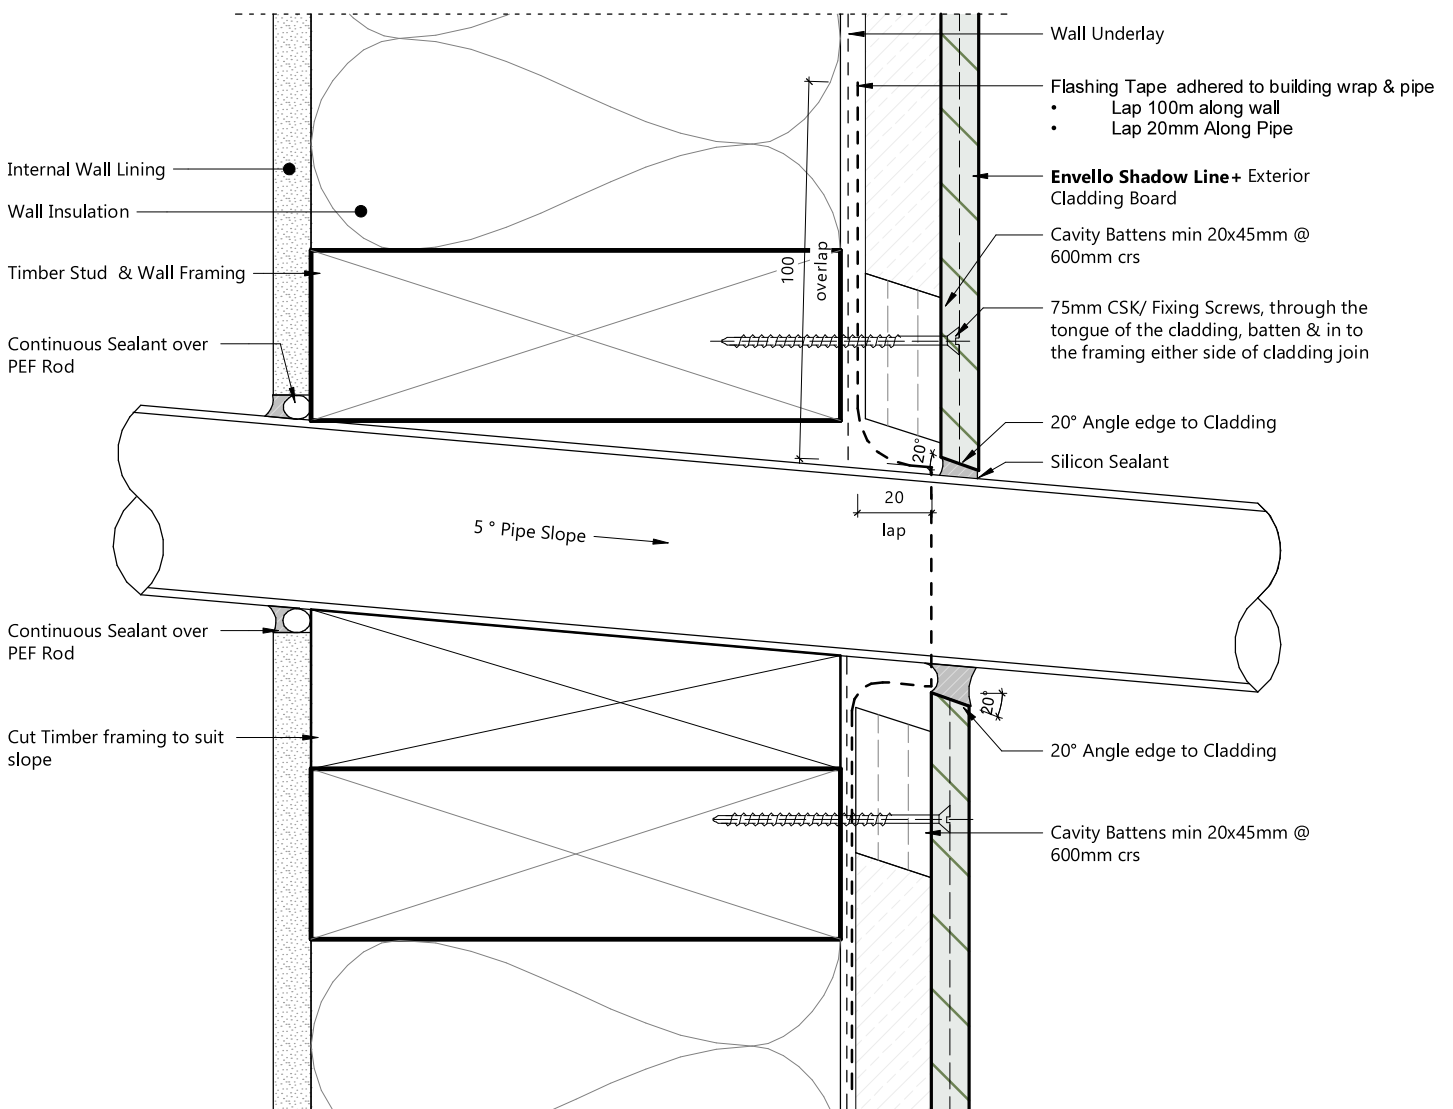 Wall Underlay
Flashing Tape adhered to building wrap & pipe
• Lap 100m along wall
• Lap 20mm Along Pipe
Internal Wall Lining
Envello Shadow Line+ Exterior
Cladding Board
Wall Insulation
Cavity Battens min 20x45mm @
600mm crs
Timber Stud & Wall Framing
100
overlap
75mm CSK/ Fixing Screws, through the
tongue of the cladding, batten & in to
the framing either side of cladding join
Continuous Sealant over
PEF Rod
20° Angle edge to Cladding
20°
Silicon Sealant
20
lap
5 ° Pipe Slope
Continuous Sealant over
PEF Rod
20°
Cut Timber framing to suit
slope
20° Angle edge to Cladding
Cavity Battens min 20x45mm @
600mm crs